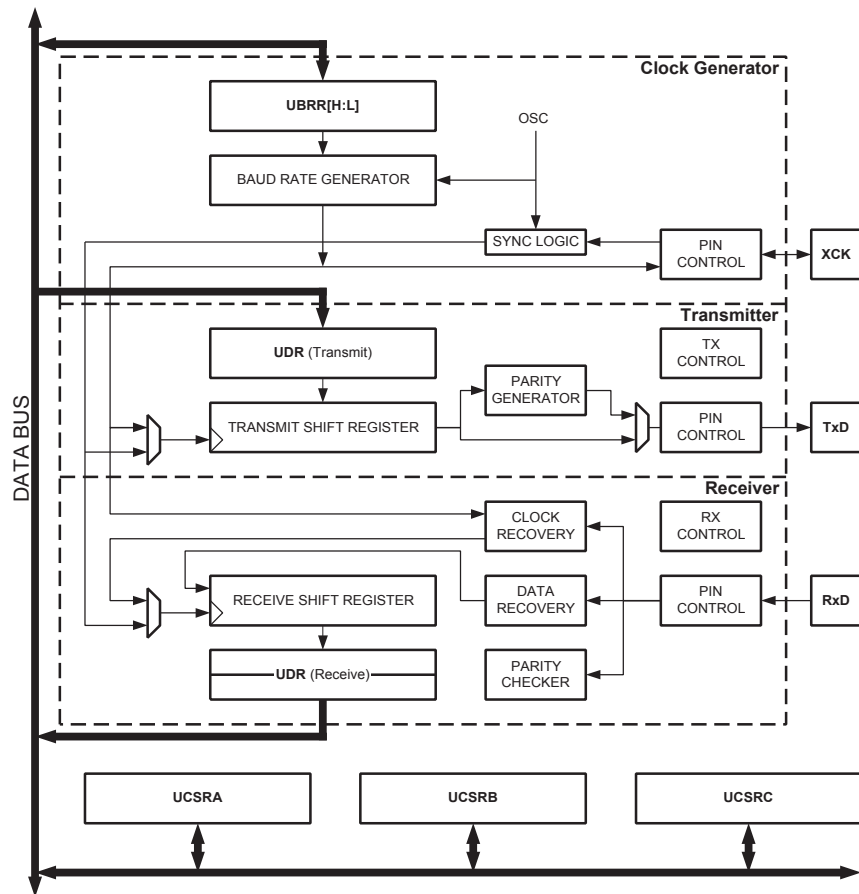 Clock Generator
UBRR[H:L]
OSC
BAUD RATE GENERATOR
SYNC LOGIC
PIN
CONTROL
XCK
Transmitter
UDR (Transmit)
TX
CONTROL
PARITY
GENERATOR
TRANSMIT SHIFT REGISTER
PIN
CONTROL
TxD
DATA BUS
Receiver
CLOCK
RECOVERY
RX
CONTROL
RECEIVE SHIFT REGISTER
DATA
RECOVERY
PIN
CONTROL
RxD
UDR (Receive)
PARITY
CHECKER
UCSRA
UCSRB
UCSRC